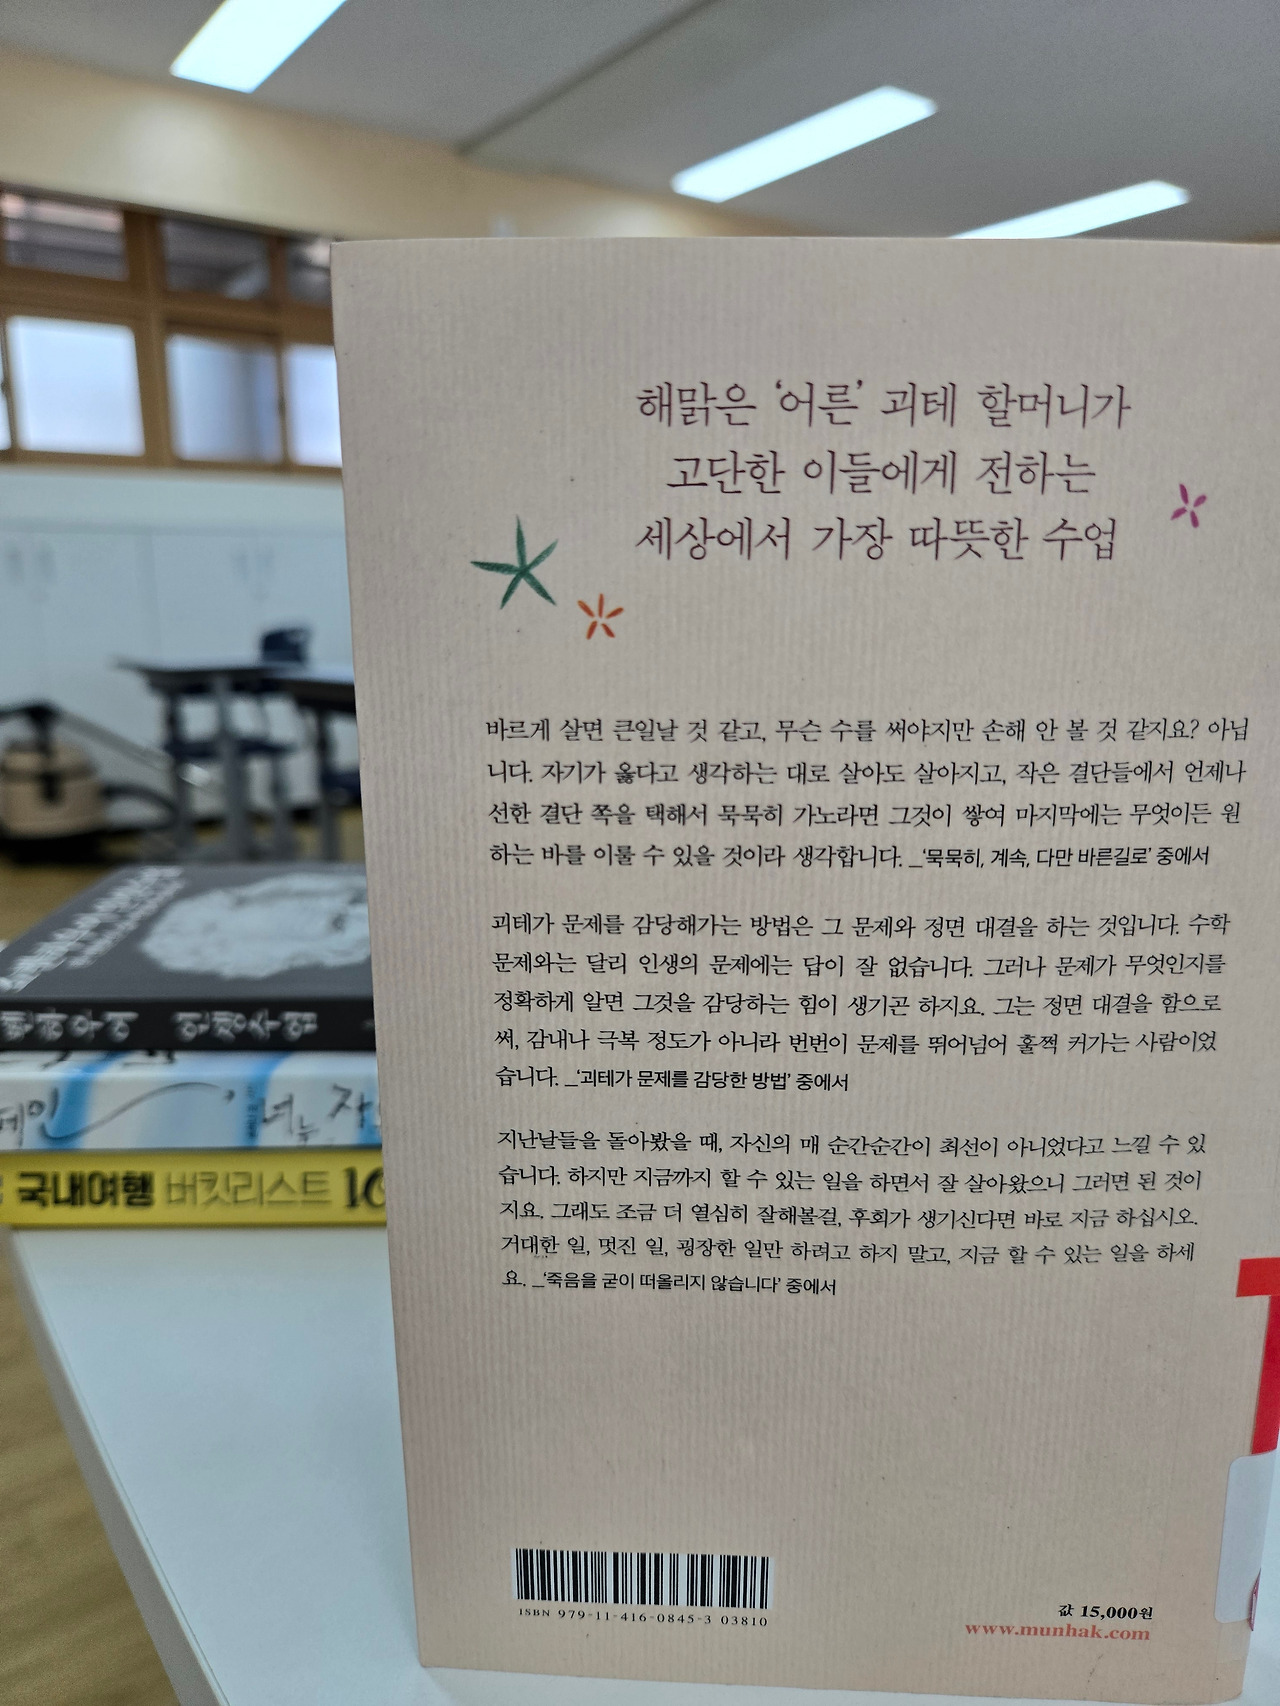 해맑은 ‘어른’ 괴테 할머니가
고단한 이들에게 전하는
세상에서 가장 따뜻한 수업
바르게 살면 큰일날 것 같고, 무슨 수를 써야지만 손해 안 볼 것 같지요? 아닙
니다. 자기가 옳다고 생각하는 대로 살아도 살아지고, 작은 결단들에서 언제나
선한 결단 쪽을 택해서 묵묵히 가노라면 그것이 쌓여 마지막에는 무엇이든 원
하는 바를 이룰 수 있을 것이라 생각합니다. _‘묵묵히, 계속, 다만 바른길로’ 중에서
괴테가 문제를 감당해가는 방법은 그 문제와 정면 대결을 하는 것입니다. 수학
문제와는 달리 인생의 문제에는 답이 잘 없습니다. 그러나 문제가 무엇인지를
정확하게 알면 그것을 감당하는 힘이 생기곤 하지요. 그는 정면 대결을 함으로
써, 감내나 극복 정도가 아니라 번번이 문제를 뛰어넘어 훌쩍 커가는 사람이었
습니다. _‘괴테가 문제를 감당한 방법’ 중에서
지난날들을 돌아봤을 때, 자신의 매 순간순간이 최선이 아니었다고 느낄 수 있
습니다. 하지만 지금까지 할 수 있는 일을 하면서 잘 살아왔으니 그러면 된 것이
지요. 그래도 조금 더 열심히 잘해볼걸, 후회가 생기신다면 바로 지금 하십시오.
거대한 일, 멋진 일, 굉장한 일만 하려고 하지 말고, 지금 할 수 있는 일을 하세
요. _‘죽음을 굳이 떠올리지 않습니다’ 중에서
ISBN 979-11-416-0845-3 03810
값 15,000원
www.munhak.com
인생수업
국내여행 버킷리스트 10